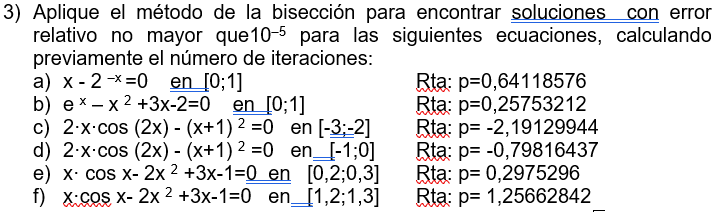 3) Aplique el método de la bisección para encontrar soluciones con error
relativo no mayor que10⁻⁵ para las siguientes ecuaciones, calculando
previamente el número de iteraciones:
a) x - 2 ⁻ˣ =0 en [0;1] Rta: p=0,64118576
b) e ˣ – x ² +3x-2=0 en [0;1] Rta: p=0,25753212
c) 2·x·cos (2x) - (x+1) ² =0 en [-3;-2] Rta: p= -2,19129944
d) 2·x·cos (2x) - (x+1) ² =0 en [-1;0] Rta: p= -0,79816437
e) x· cos x- 2x ² +3x-1=0 en [0,2;0,3] Rta: p= 0,2975296
f) x·cos x- 2x ² +3x-1=0 en [1,2;1,3] Rta: p= 1,25662842